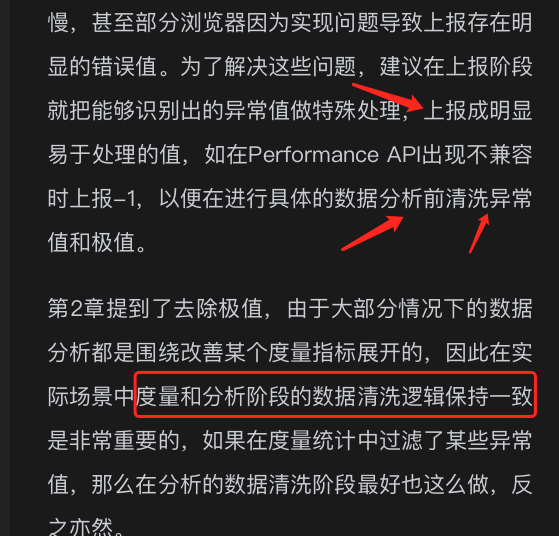 慢，甚至部分浏览器因为实现问题导致上报存在明
显的错误值。为了解决这些问题，建议在上报阶段
就把能够识别出的异常值做特殊处理，上报成明显
易于处理的值，如在Performance API出现不兼容
时上报-1，以便在进行具体的数据分析前清洗异常
值和极值。
第2章提到了去除极值，由于大部分情况下的数据
分析都是围绕改善某个度量指标展开的，因此在实
际场景中度量和分析阶段的数据清洗逻辑保持一致
是非常重要的，如果在度量统计中过滤了某些异常
值，那么在分析的数据清洗阶段最好也这么做，反
之亦然。